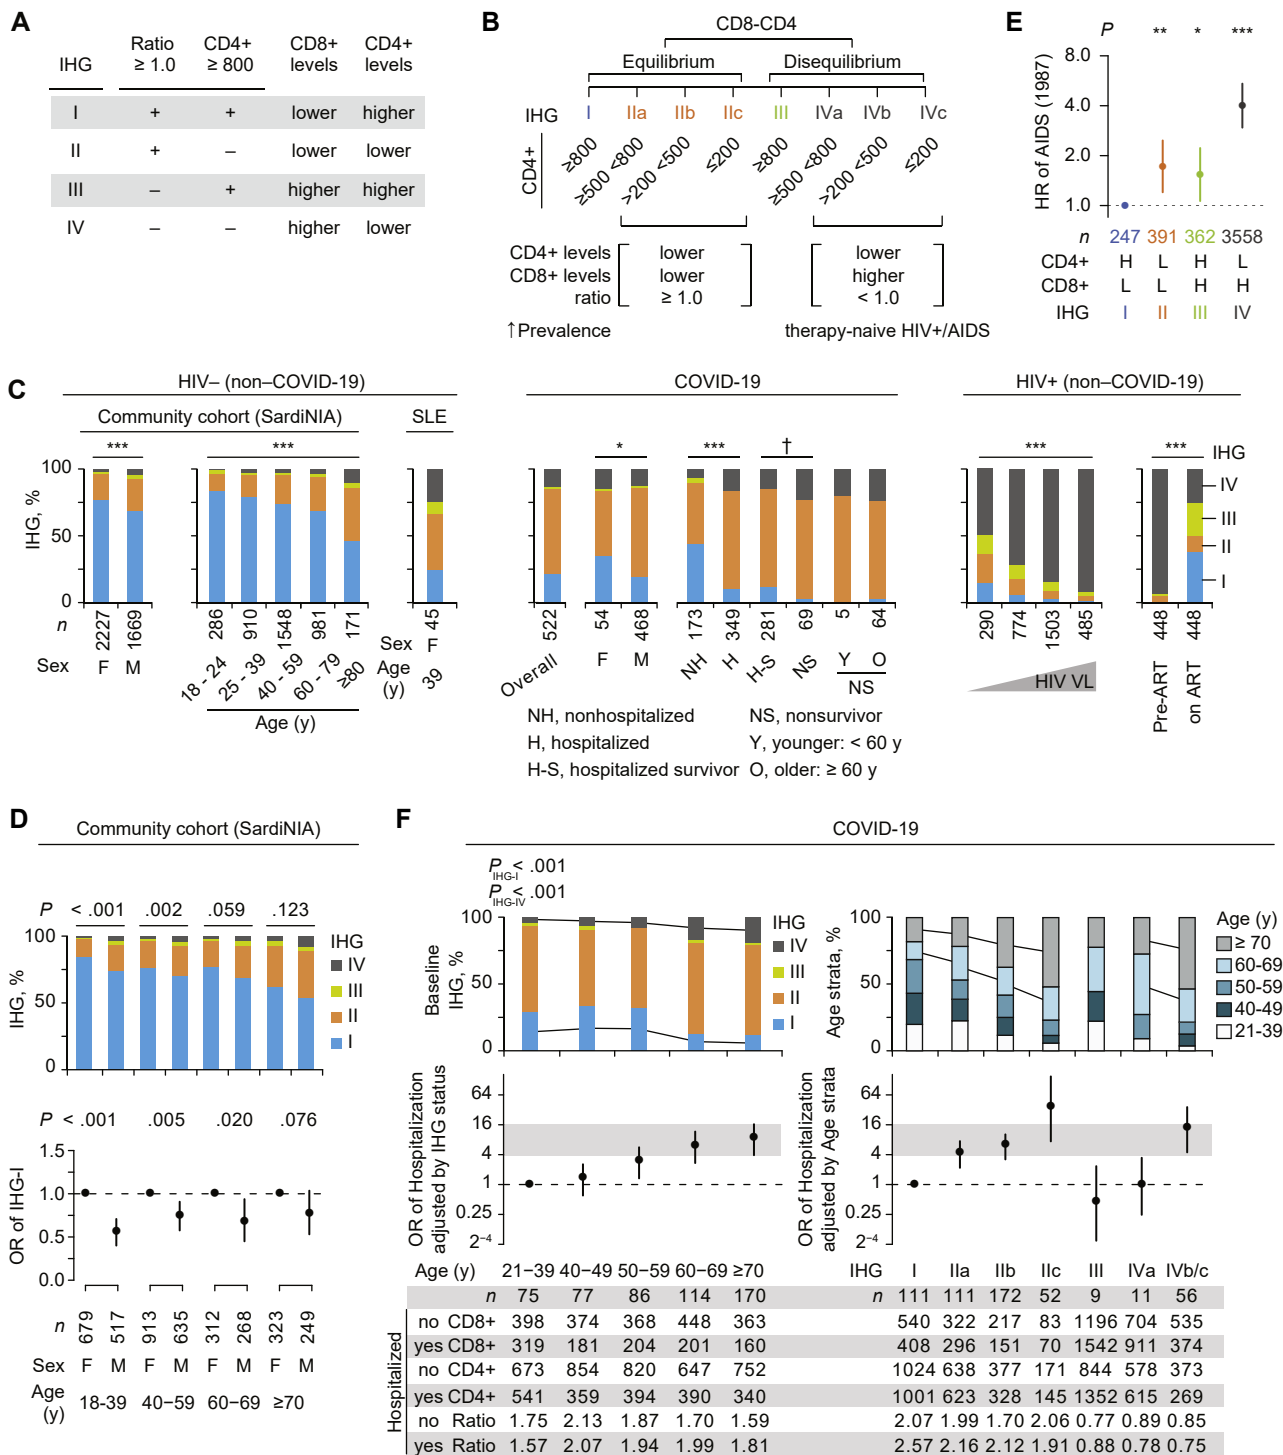 A
IHG
Ratio ≥ 1.0
CD4+ ≥ 800
CD8+ levels
CD4+ levels
I + + lower higher
II + – lower lower
III – + higher higher
IV – – higher lower
B
CD8-CD4
Equilibrium Disequilibrium
IHG I IIa IIb IIc III IVa IVb IVc
CD4+ ≥800 ≥500 <800 >200 <500 ≤200 ≥800 ≥500 <800 >200 <500 ≤200
CD4+ levels lower lower
CD8+ levels lower higher
ratio ≥ 1.0 < 1.0
↑Prevalence therapy-naive HIV+/AIDS
E
P ** * ***
HR of AIDS (1987)
8.0
4.0
2.0
1.0
n 247 391 362 3558
CD4+ H L H L
CD8+ L L H H
IHG I II III IV
C
HIV– (non–COVID-19)
Community cohort (SardiNIA) SLE
*** ***
IHG, %
100
50
0
n 2227 1669 286 910 1548 981 171 45
Sex F M
18 - 24 25 - 39 40 - 59 60 - 79 ≥80
Age (y)
Sex F
Age (y) 39
COVID-19
* *** †
100
50
0
522 54 468 173 349 281 69 5 64
Overall F M NH H H-S NS Y O
NS
NH, nonhospitalized
H, hospitalized
H-S, hospitalized survivor
NS, nonsurvivor
Y, younger: < 60 y
O, older: ≥ 60 y
HIV+ (non–COVID-19)
*** *** IHG
100
50
0
IV
III
II
I
290 774 1503 485 448 448
HIV VL
Pre-ART on ART
D
Community cohort (SardiNIA)
P < .001 .002 .059 .123
IHG, %
100
50
0
IHG
IV
III
II
I
P < .001 .005 .020 .076
OR of IHG-I
1.5
1.0
0.5
0.0
n 679 517 913 635 312 268 323 249
Sex F M F M F M F M
Age (y) 18-39 40–59 60–69 ≥70
F
COVID-19
P IHG-I < .001
P IHG-IV < .001
Baseline IHG, %
100
50
0
IHG
IV
III
II
I
Age strata, %
100
50
0
Age (y)
≥ 70
60-69
50-59
40-49
21-39
OR of Hospitalization adjusted by IHG status
64
16
4
1
0.25
2⁻⁴
OR of Hospitalization adjusted by Age strata
64
16
4
1
0.25
2⁻⁴
Age (y) 21–39 40–49 50–59 60–69 ≥70 IHG I IIa IIb IIc III IVa IVb/c
n 75 77 86 114 170 n 111 111 172 52 9 11 56
Hospitalized
no CD8+ 398 374 368 448 363 540 322 217 83 1196 704 535
yes CD8+ 319 181 204 201 160 408 296 151 70 1542 911 374
no CD4+ 673 854 820 647 752 1024 638 377 171 844 578 373
yes CD4+ 541 359 394 390 340 1001 623 328 145 1352 615 269
no Ratio 1.75 2.13 1.87 1.70 1.59 2.07 1.99 1.70 2.06 0.77 0.89 0.85
yes Ratio 1.57 2.07 1.94 1.99 1.81 2.57 2.16 2.12 1.91 0.88 0.78 0.75